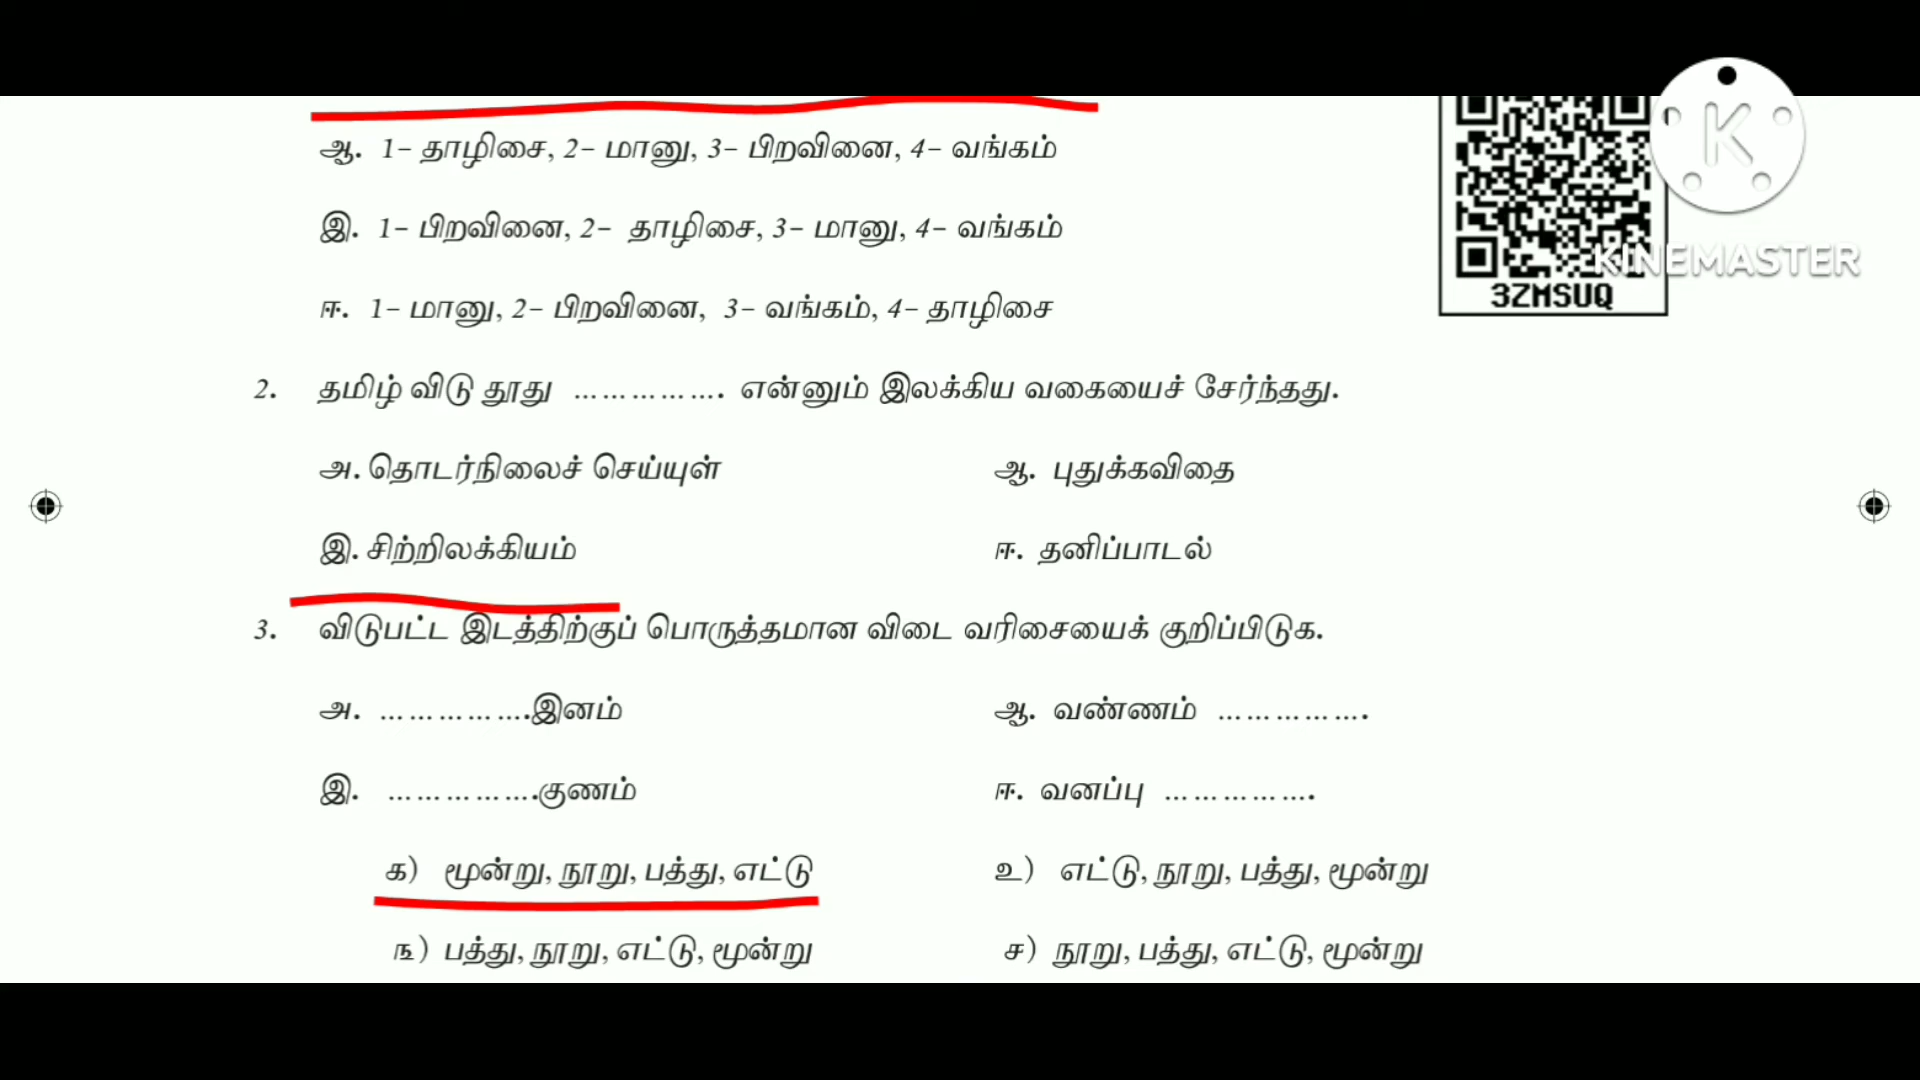 ஆ. 1- தாழிசை, 2- மானு, 3- பிறவினை, 4- வங்கம்
இ. 1- பிறவினை, 2- தாழிசை, 3- மானு, 4- வங்கம்
ஈ. 1- மானு, 2- பிறவினை, 3- வங்கம், 4- தாழிசை
2. தமிழ் விடு தூது ……………. என்னும் இலக்கிய வகையைச் சேர்ந்தது.
அ. தொடர்நிலைச் செய்யுள் ஆ. புதுக்கவிதை
இ. சிற்றிலக்கியம் ஈ. தனிப்பாடல்
3. விடுபட்ட இடத்திற்குப் பொருத்தமான விடை வரிசையைக் குறிப்பிடுக.
அ. …………….இனம் ஆ. வண்ணம் …………….
இ. …………….குணம் ஈ. வனப்பு …………….
க) மூன்று, நூறு, பத்து, எட்டு உ) எட்டு, நூறு, பத்து, மூன்று
ங) பத்து, நூறு, எட்டு, மூன்று ச) நூறு, பத்து, எட்டு, மூன்று
3ZMSUQ
K
KINEMASTER